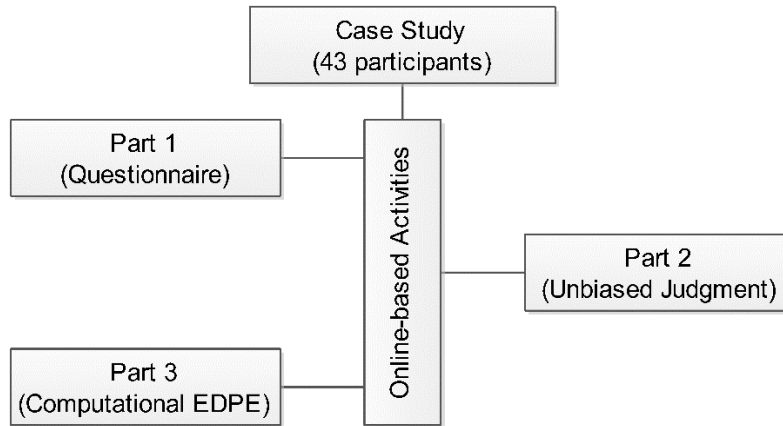 Case Study
(43 participants)
Part 1
(Questionnaire)
Online-based Activities
Part 2
(Unbiased Judgment)
Part 3
(Computational EDPE)